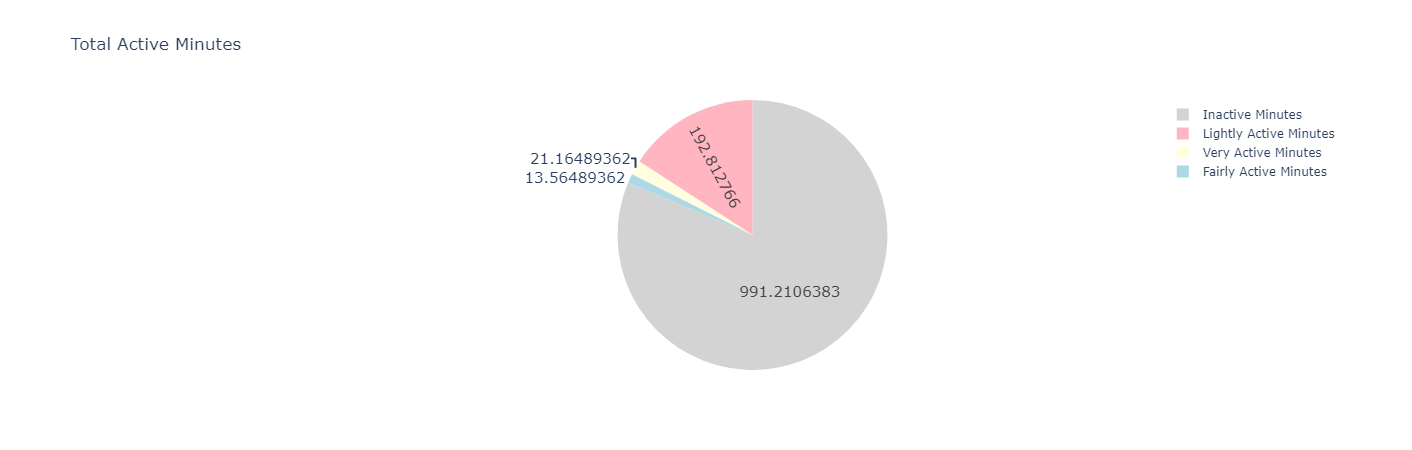 Total Active Minutes
21.16489362
13.56489362
192.812766
991.2106383
Inactive Minutes
Lightly Active Minutes
Very Active Minutes
Fairly Active Minutes